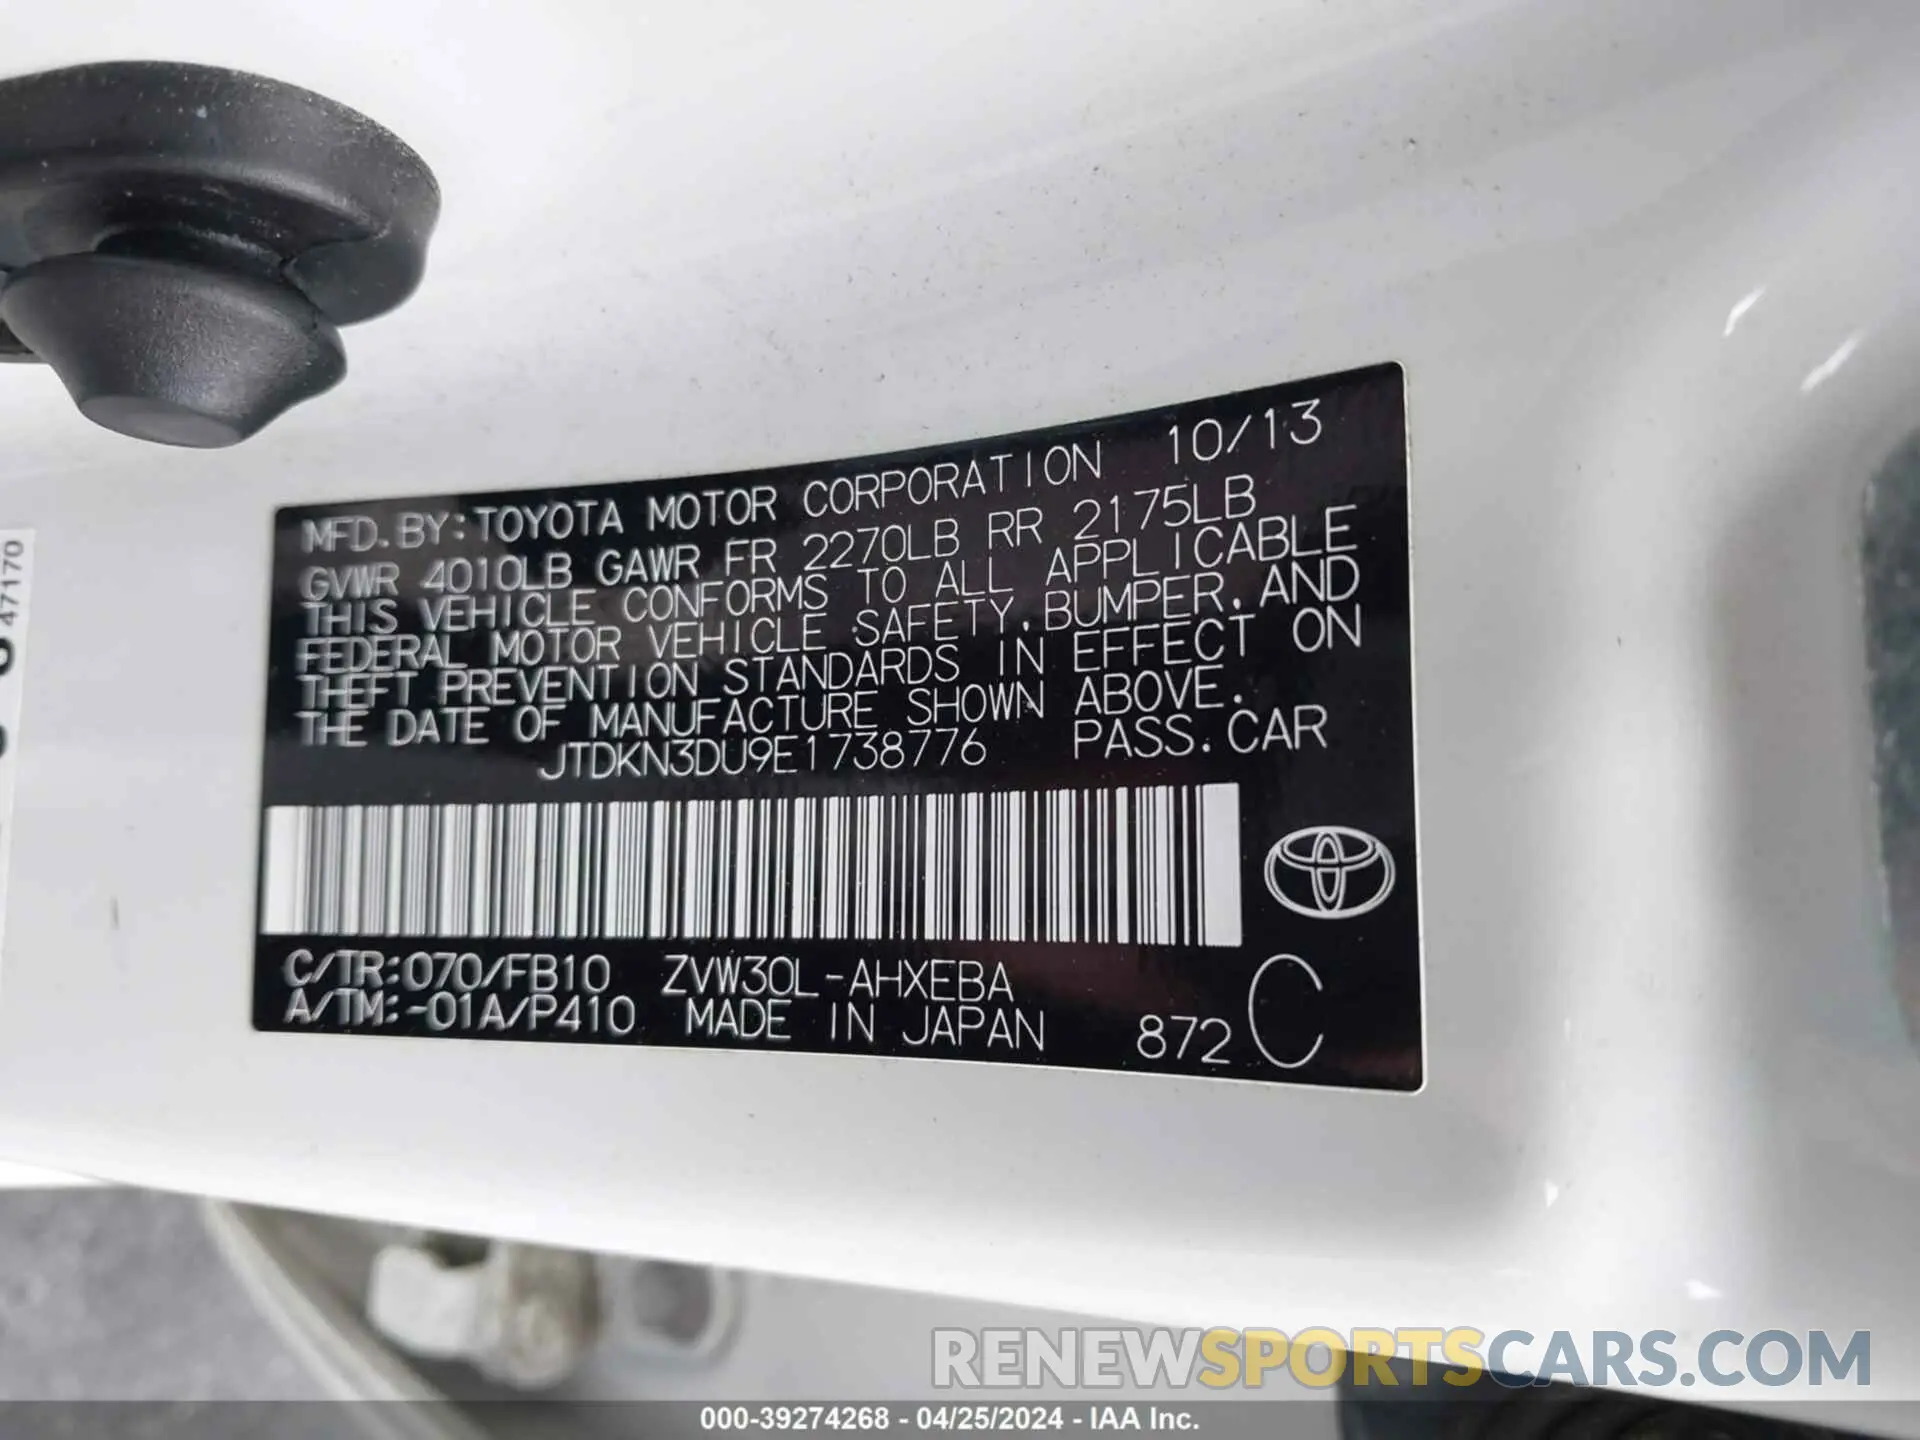 MFD. BY: TOYOTA MOTOR CORPORATION 10/13
GVWR 4010LB GAWR FR 2270LB RR 2175LB
THIS VEHICLE CONFORMS TO ALL APPLICABLE
FEDERAL MOTOR VEHICLE SAFETY, BUMPER, AND
THEFT PREVENTION STANDARDS IN EFFECT ON
THE DATE OF MANUFACTURE SHOWN ABOVE.
JTDKN3DU9E1738776 PASS. CAR
C/TR:070/FB10 ZVW30L-AHXEBA
A/TM:-01A/P410 MADE IN JAPAN 872 C
47170
RENEWSPORTSCARS.COM
000-39274268 - 04/25/2024 - IAA Inc.